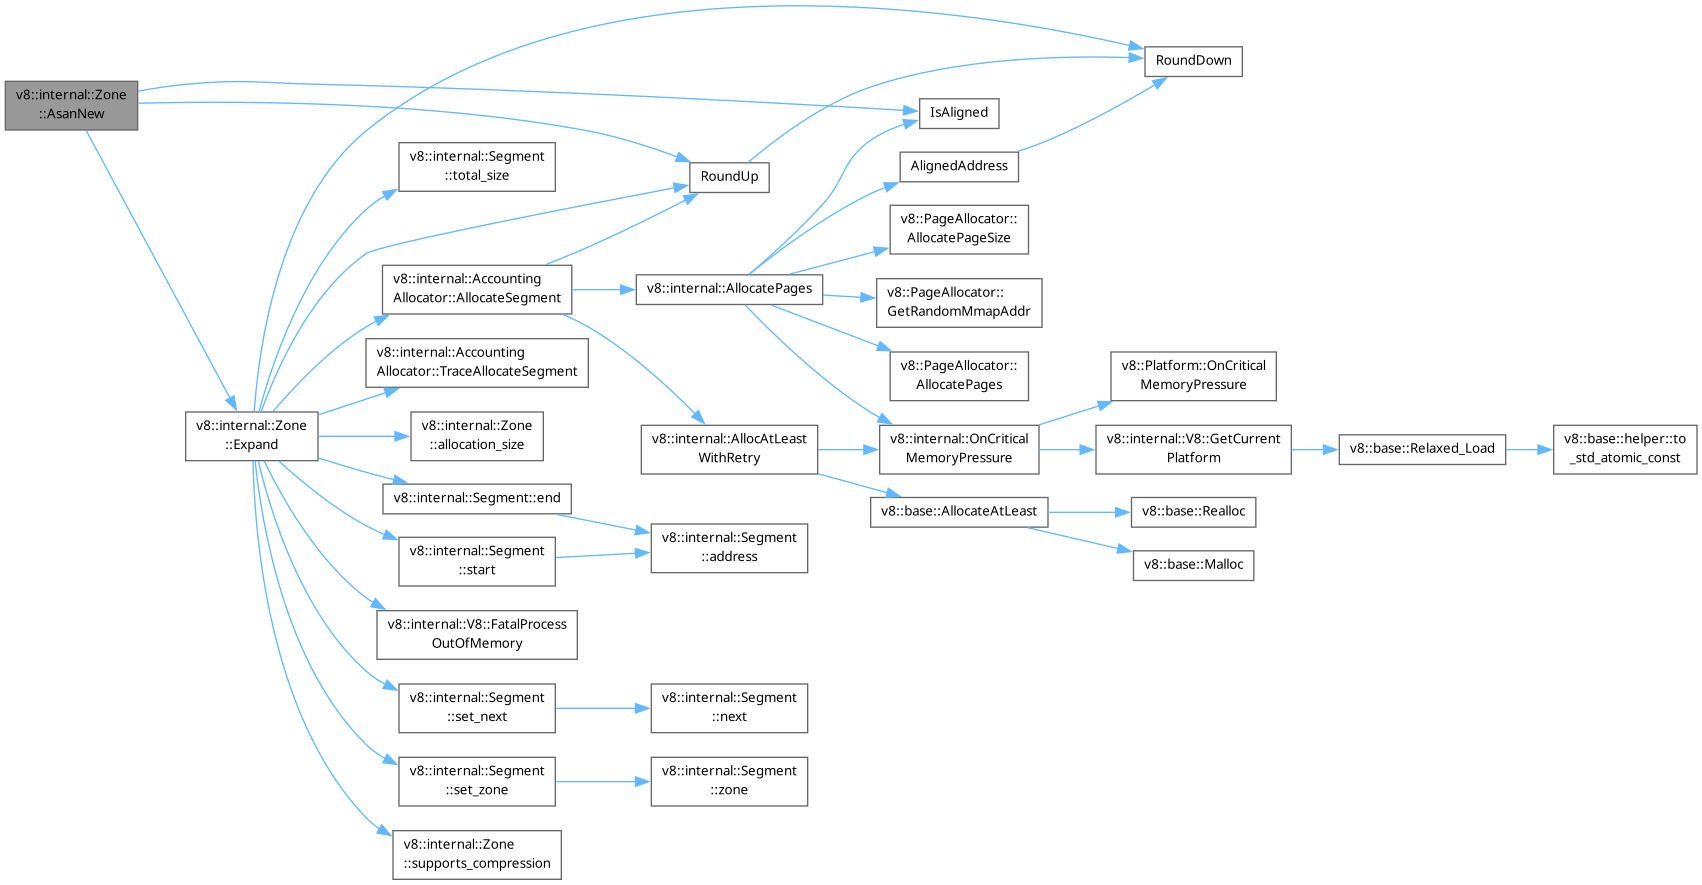 v8::internal::Zone
::AsanNew
v8::internal::Zone
::Expand
v8::internal::Segment
::total_size
v8::internal::Accounting
Allocator::AllocateSegment
v8::internal::Accounting
Allocator::TraceAllocateSegment
v8::internal::Zone
::allocation_size
v8::internal::Segment::end
v8::internal::Segment
::start
v8::internal::V8::FatalProcess
OutOfMemory
v8::internal::Segment
::set_next
v8::internal::Segment
::set_zone
v8::internal::Zone
::supports_compression
RoundUp
v8::internal::AllocatePages
v8::internal::AllocAtLeast
WithRetry
v8::internal::Segment
::address
v8::internal::Segment
::next
v8::internal::Segment
::zone
IsAligned
AlignedAddress
v8::PageAllocator::
AllocatePageSize
v8::PageAllocator::
GetRandomMmapAddr
v8::PageAllocator::
AllocatePages
v8::internal::OnCritical
MemoryPressure
v8::base::AllocateAtLeast
RoundDown
v8::Platform::OnCritical
MemoryPressure
v8::internal::V8::GetCurrent
Platform
v8::base::Realloc
v8::base::Malloc
v8::base::Relaxed_Load
v8::base::helper::to
_std_atomic_const